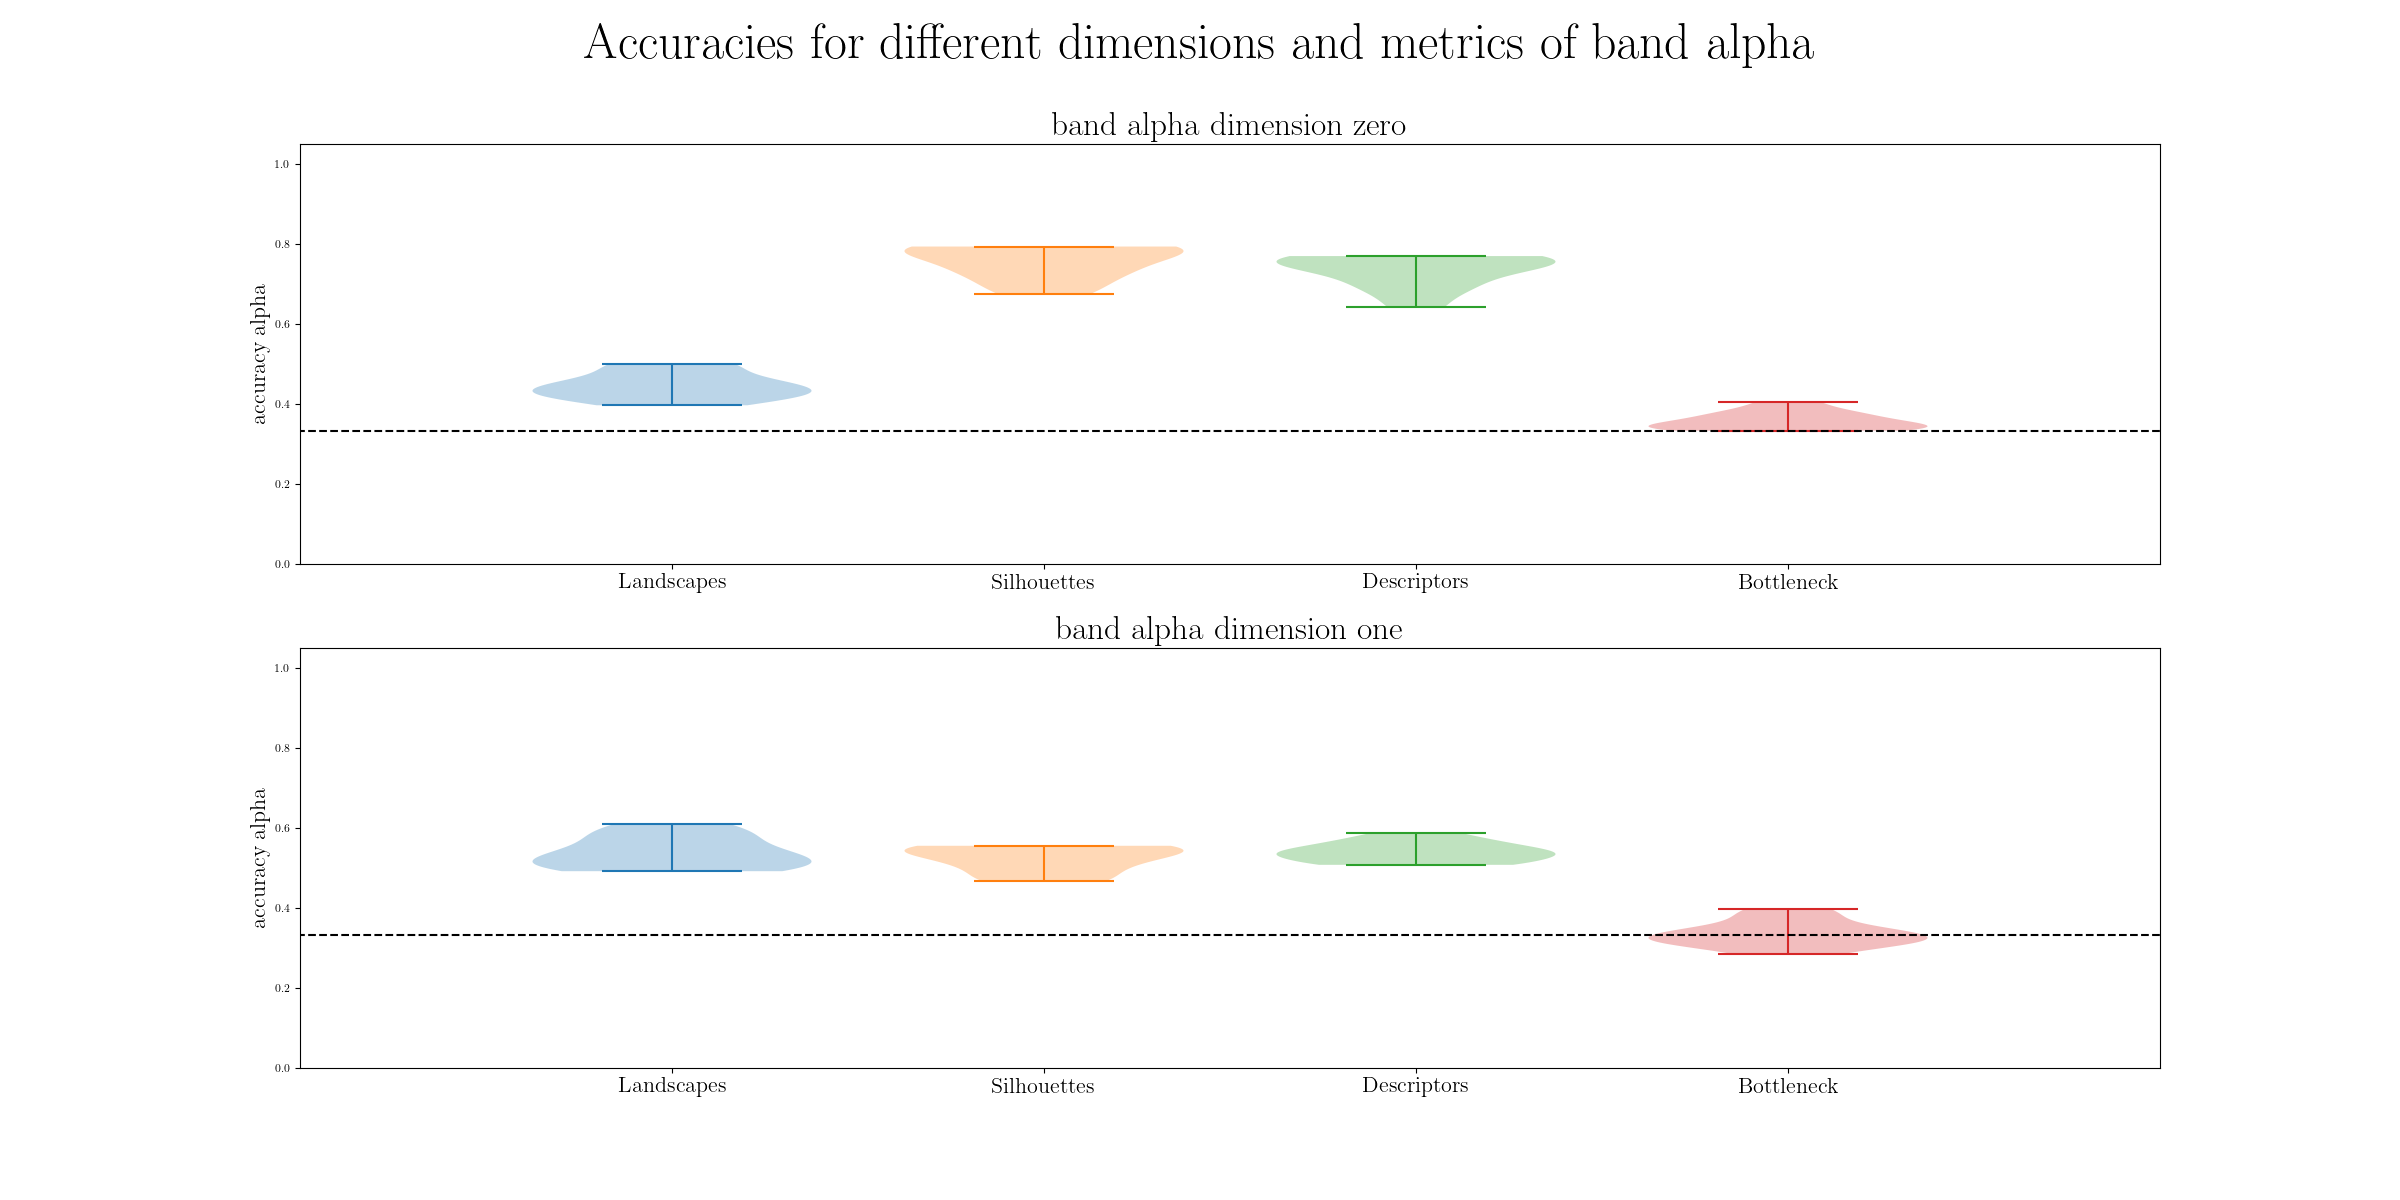 Accuracies for different dimensions and metrics of band alpha
band alpha dimension zero
accuracy alpha
1.0
0.8
0.6
0.4
0.2
0.0
Landscapes Silhouettes Descriptors Bottleneck
band alpha dimension one
accuracy alpha
1.0
0.8
0.6
0.4
0.2
0.0
Landscapes Silhouettes Descriptors Bottleneck